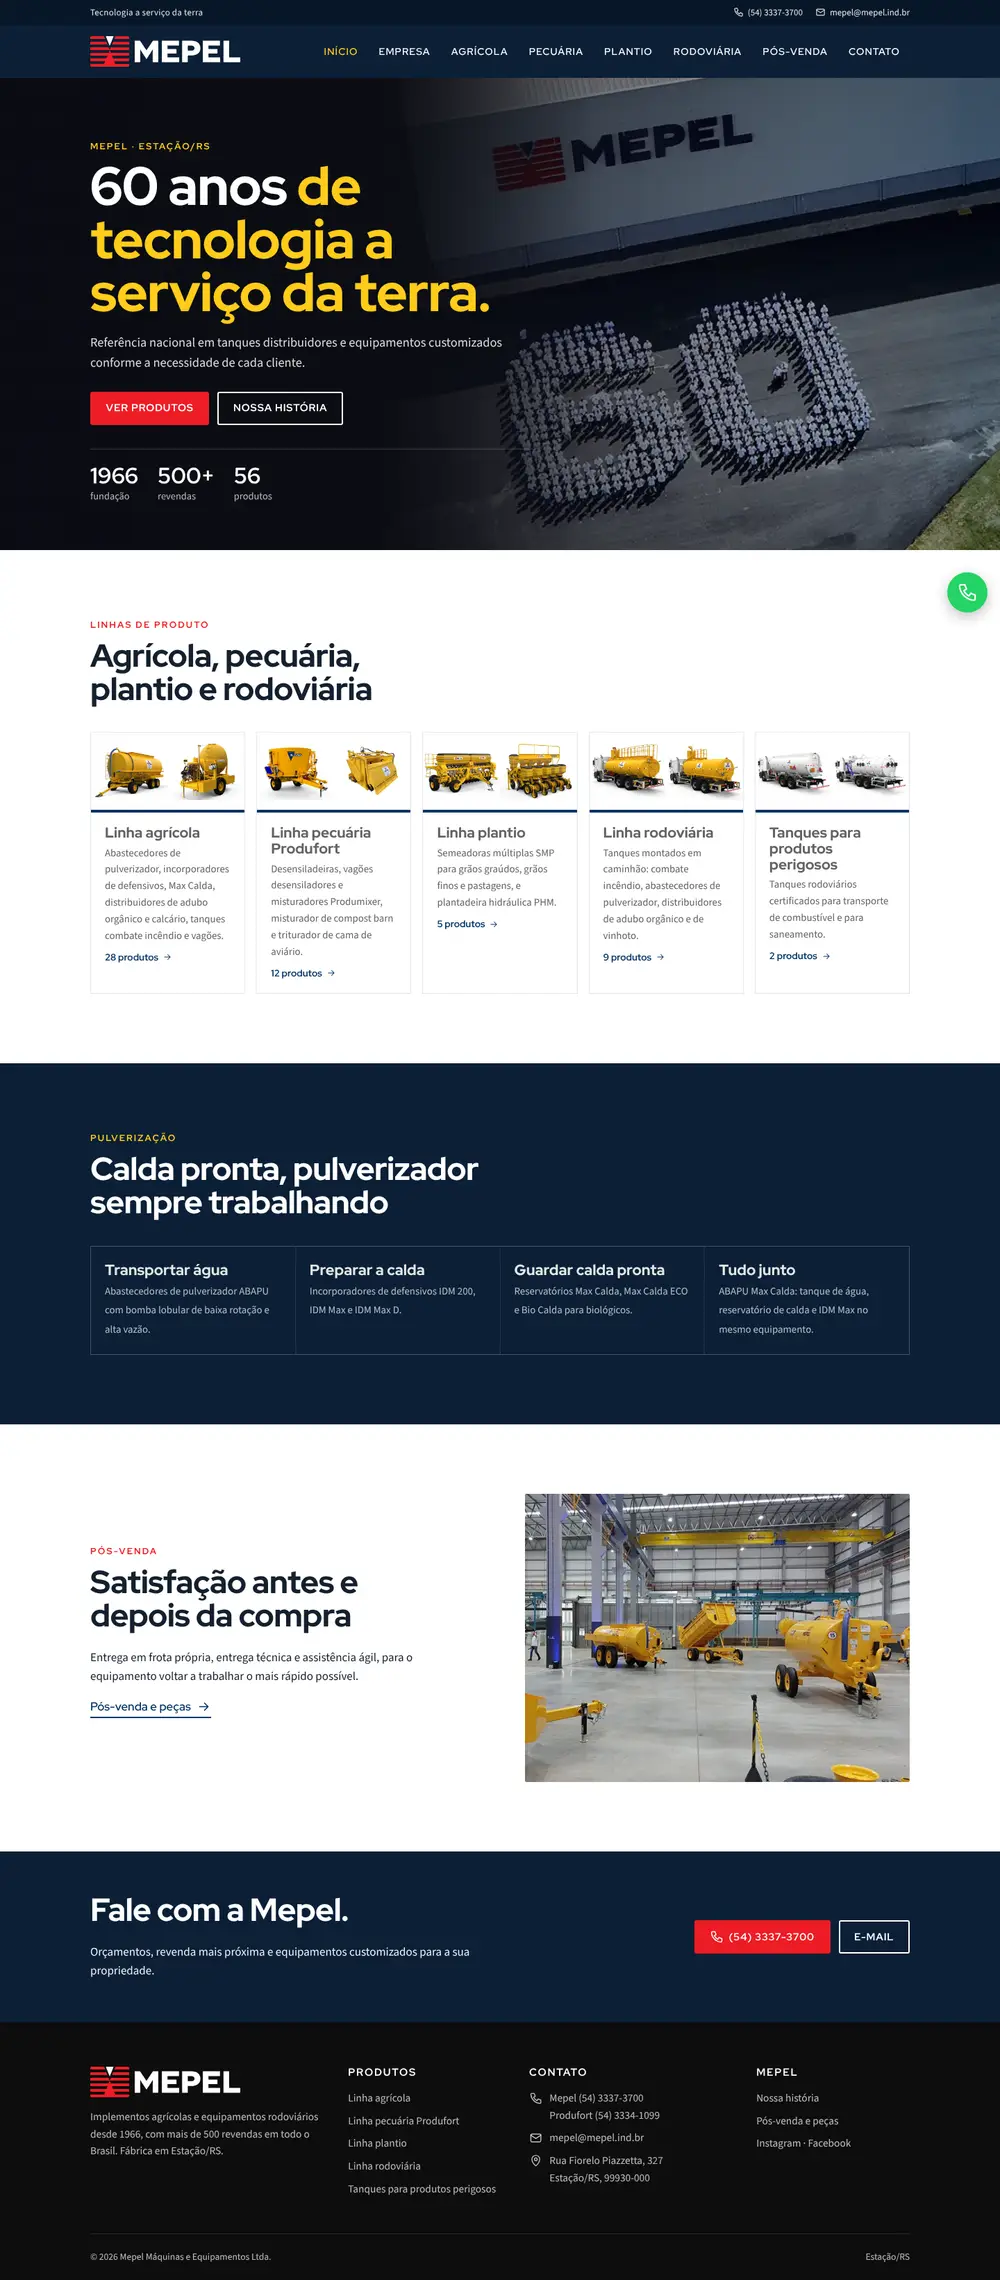 Tecnologia a serviço da terra
(54) 3337-3700
mepel@mepel.ind.br
MEPEL
INÍCIO
EMPRESA
AGRÍCOLA
PECUÁRIA
PLANTIO
RODOVIÁRIA
PÓS-VENDA
CONTATO
MEPEL
MEPEL · ESTAÇÃO/RS
60 anos de
tecnologia a
serviço da terra.
60
Referência nacional em tanques distribuidores e equipamentos customizados
conforme a necessidade de cada cliente.
VER PRODUTOS
NOSSA HISTÓRIA
1966
fundação
500+
revendas
56
produtos
LINHAS DE PRODUTO
Agrícola, pecuária,
plantio e rodoviária
Linha agrícola
Abastecedores de
pulverizador, incorporadores
de defensivos, Max Calda,
distribuidores de adubo
orgânico e calcário, tanques
combate incêndio e vagões.
28 produtos →
Linha pecuária
Produfort
Desensiladeiras, vagões
desensiladores e
misturadores Produmixer,
misturador de compost barn
e triturador de cama de
aviário.
12 produtos →
Linha plantio
Semeadoras múltiplas SMP
para grãos graúdos, grãos
finos e pastagens, e
plantadeira hidráulica PHM.
5 produtos →
Linha rodoviária
Tanques montados em
caminhão: combate
incêndio, abastecedores de
pulverizador, distribuidores
de adubo orgânico e de
vinhoto.
9 produtos →
Tanques para
produtos
perigosos
Tanques rodoviários
certificados para transporte
de combustível e para
saneamento.
2 produtos →
PULVERIZAÇÃO
Calda pronta, pulverizador
sempre trabalhando
Transportar água
Abastecedores de pulverizador ABAPU
com bomba lobular de baixa rotação e
alta vazão.
Preparar a calda
Incorporadores de defensivos IDM 200,
IDM Max e IDM Max D.
Guardar calda pronta
Reservatórios Max Calda, Max Calda ECO
e Bio Calda para biológicos.
Tudo junto
ABAPU Max Calda: tanque de água,
reservatório de calda e IDM Max no
mesmo equipamento.
PÓS-VENDA
Satisfação antes e
depois da compra
Entrega em frota própria, entrega técnica e assistência ágil, para o
equipamento voltar a trabalhar o mais rápido possível.
Pós-venda e peças →
Fale com a Mepel.
Orçamentos, revenda mais próxima e equipamentos customizados para a sua
propriedade.
(54) 3337-3700
E-MAIL
MEPEL
Implementos agrícolas e equipamentos rodoviários
desde 1966, com mais de 500 revendas em todo o
Brasil. Fábrica em Estação/RS.
PRODUTOS
Linha agrícola
Linha pecuária Produfort
Linha plantio
Linha rodoviária
Tanques para produtos perigosos
CONTATO
Mepel (54) 3337-3700
Produfort (54) 3334-1099
mepel@mepel.ind.br
Rua Fiorelo Piazzetta, 327
Estação/RS, 99930-000
MEPEL
Nossa história
Pós-venda e peças
Instagram · Facebook
© 2026 Mepel Máquinas e Equipamentos Ltda.
Estação/RS